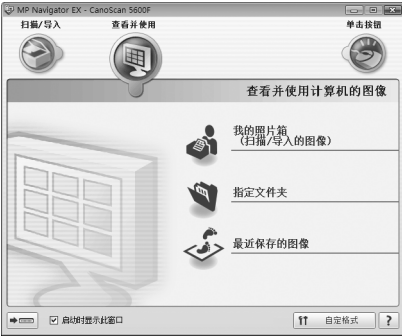 MP Navigator EX - CanoScan 5600F
扫描/导入
查看并使用
单击按钮
查看并使用计算机的图像
我的照片箱
(扫描/导入的图像)
指定文件夹
最近保存的图像
启动时显示此窗口
自定格式
?